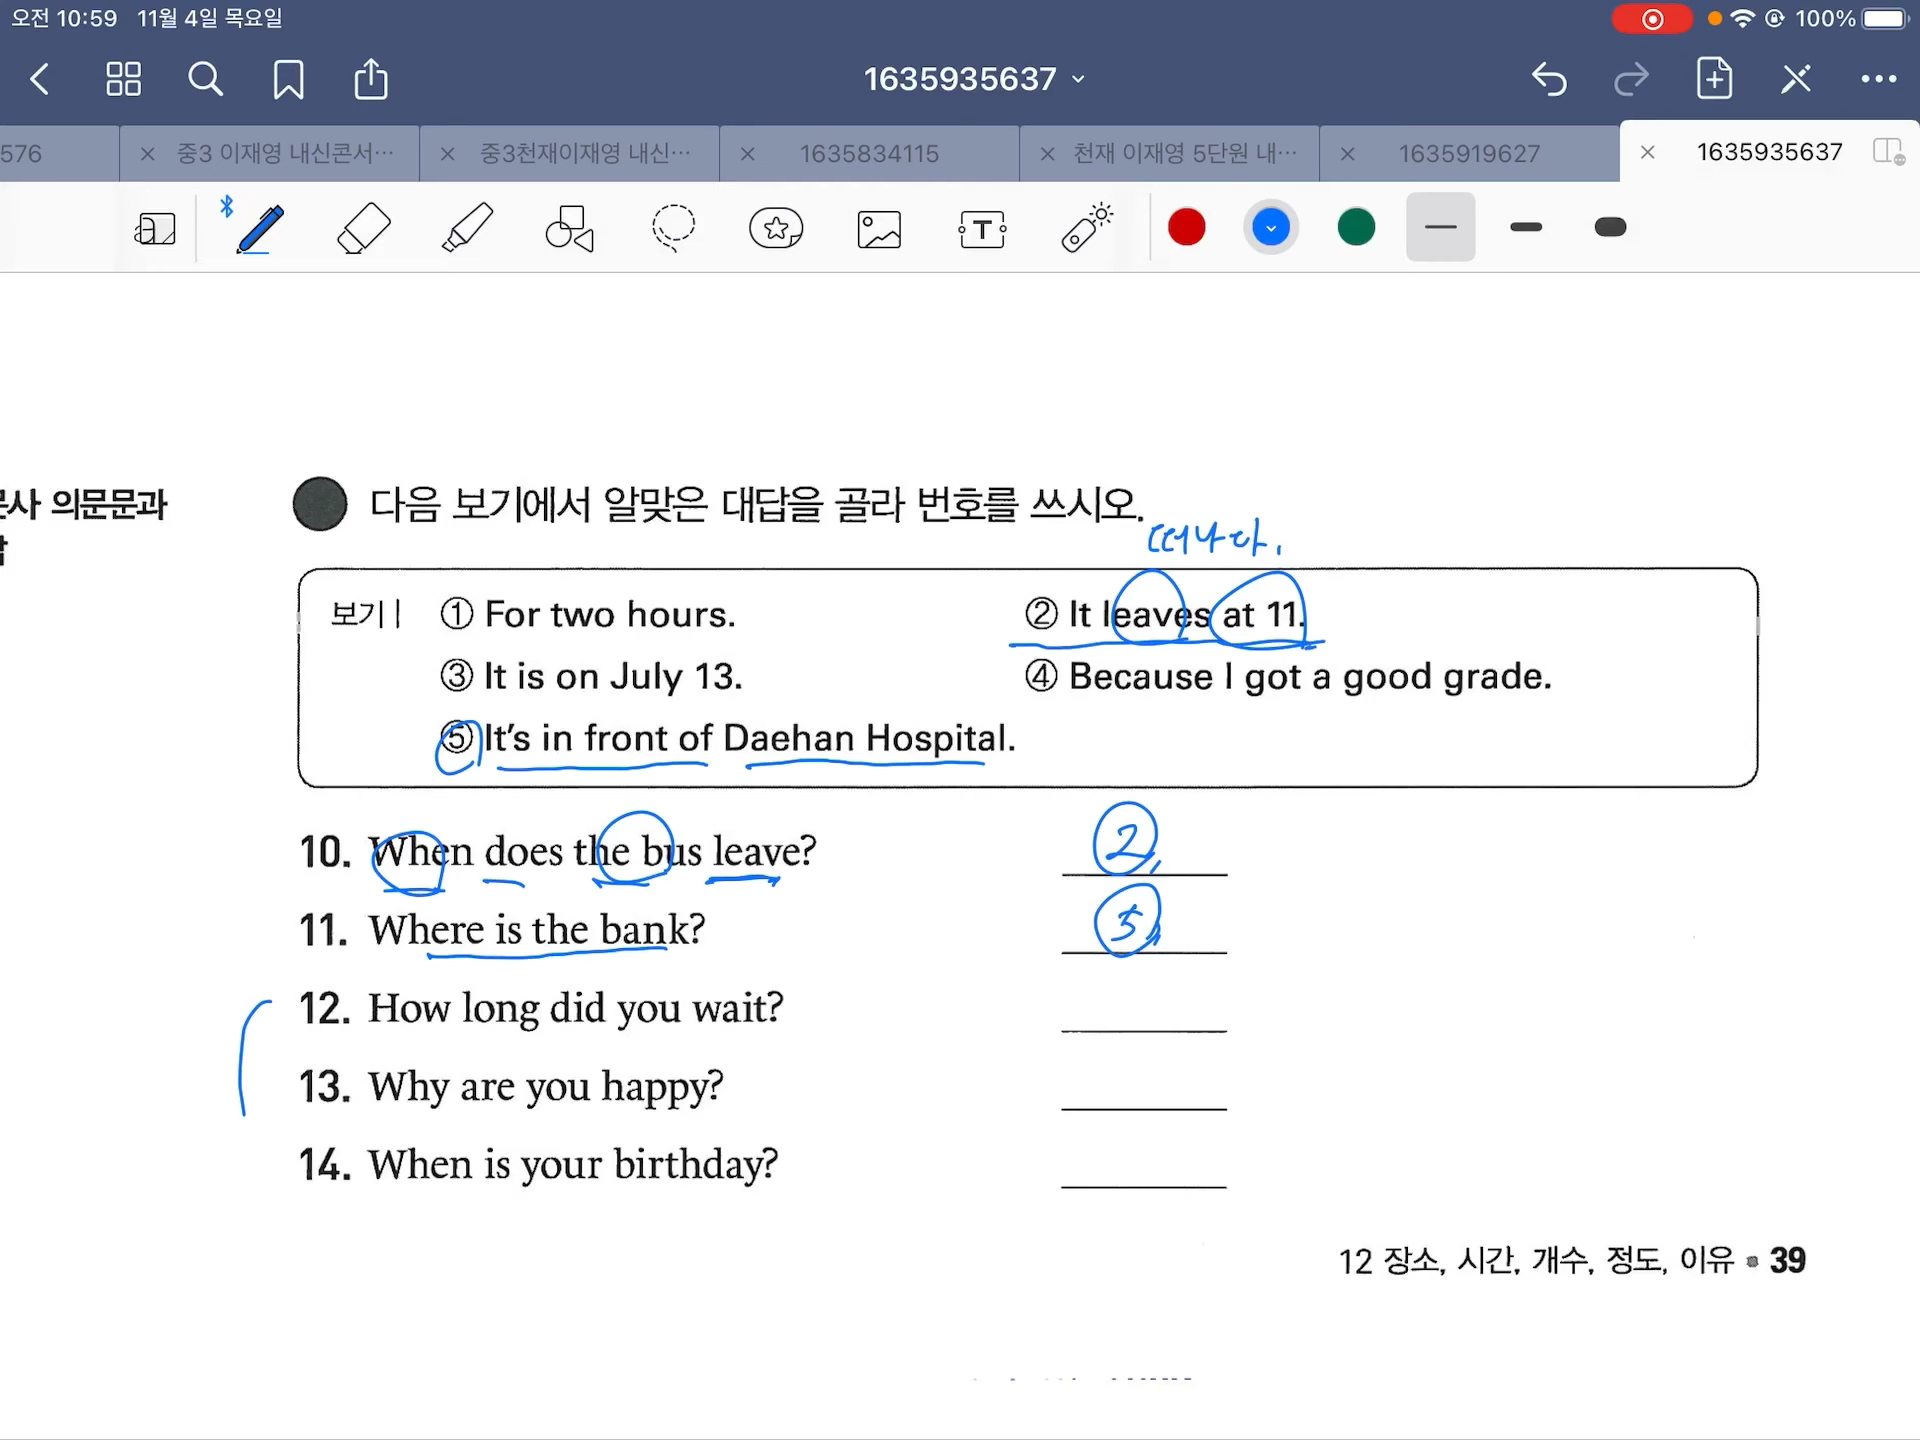 오전 10:59 11월 4일 목요일
100%
1635935637
576
중3 이재영 내신콘서…
중3천재이재영 내신…
1635834115
천재 이재영 5단원 내…
1635919627
1635935637
의문문과
다음 보기에서 알맞은 대답을 골라 번호를 쓰시오.
떠나다.
보기 ① For two hours. ② It leaves at 11.
③ It is on July 13. ④ Because I got a good grade.
⑤ It's in front of Daehan Hospital.
10. When does the bus leave? 2
11. Where is the bank? 5
12. How long did you wait?
13. Why are you happy?
14. When is your birthday?
12 장소, 시간, 개수, 정도, 이유 39